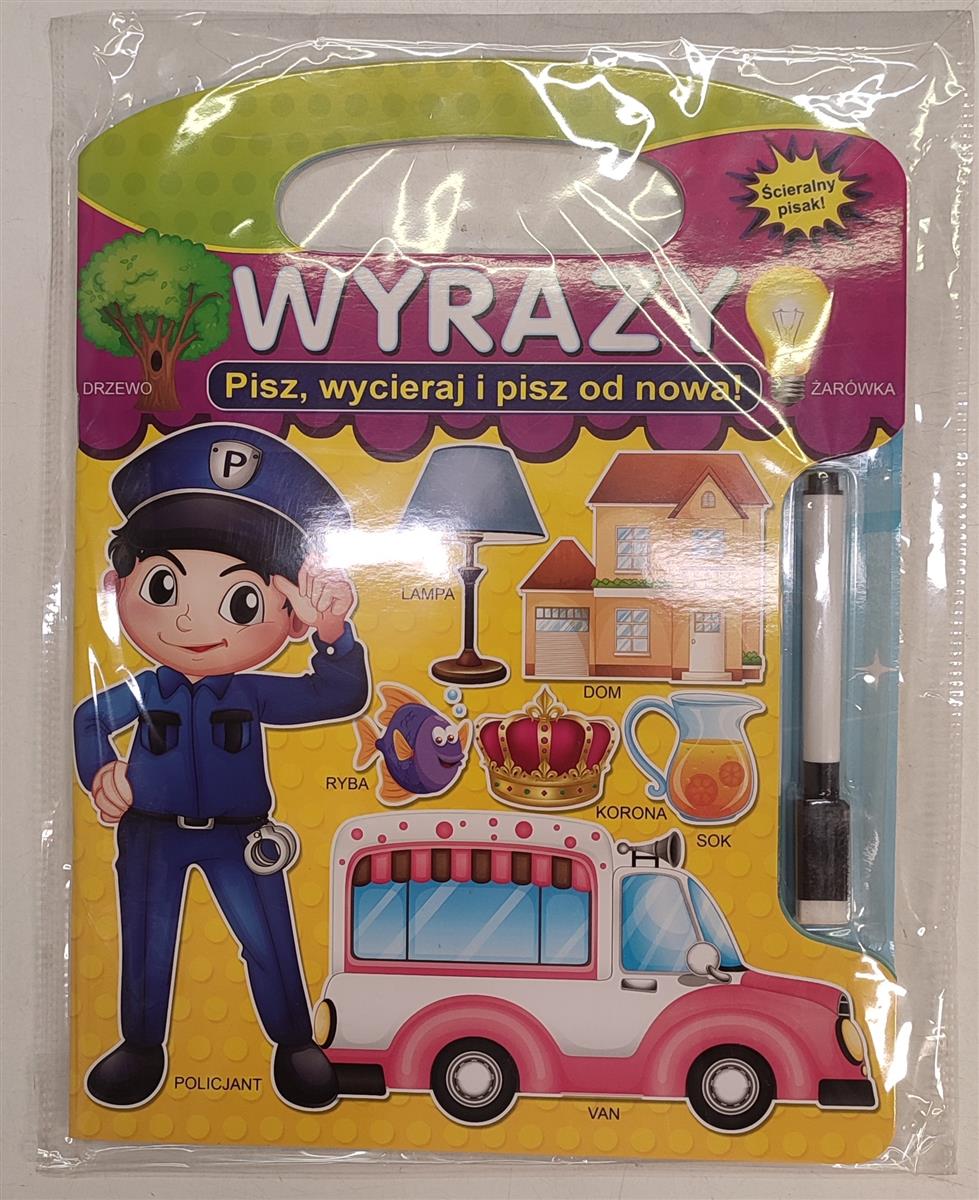 Ścieralny
pisak!
WYRAZY
DRZEWO
Pisz, wycieraj i pisz od nowa!
ŻARÓWKA
P
LAMPA
DOM
RYBA
KORONA
SOK
POLICJANT
VAN